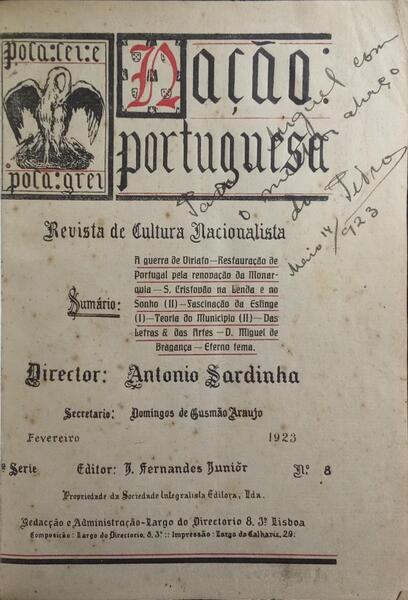 pola:lei:e
pola:grei
Nação:
portuguesa
Para o Miguel com
o maior abraço
do Pedro
Maio 14/923
Revista de Cultura Nacionalista
Sumário:
A guerra de Viriato—Restauração de
Portugal pela renovação da Monar-
quia — S. Cristovão na Lenda e no
Sonho (II)—Fascinação da Esfinge
(I)—Teoria do Municipio (II)—Das
Letras & das Artes—D. Miguel de
Bragança—Eterno tema.
Director: Antonio Sardinha
Secretario: Domingos de Gusmão Araujo
Fevereiro 1923
ª Serie Editor: J. Fernandes Junior Nº 8
Propriedade da Sociedade Integralista Editora, Lda.
Redacção e Administração-Largo do Directorio 8, 3º Lisboa
Composição: Largo do Directorio, 8, 3º :: Impressão: Largo do Calhariz, 29: